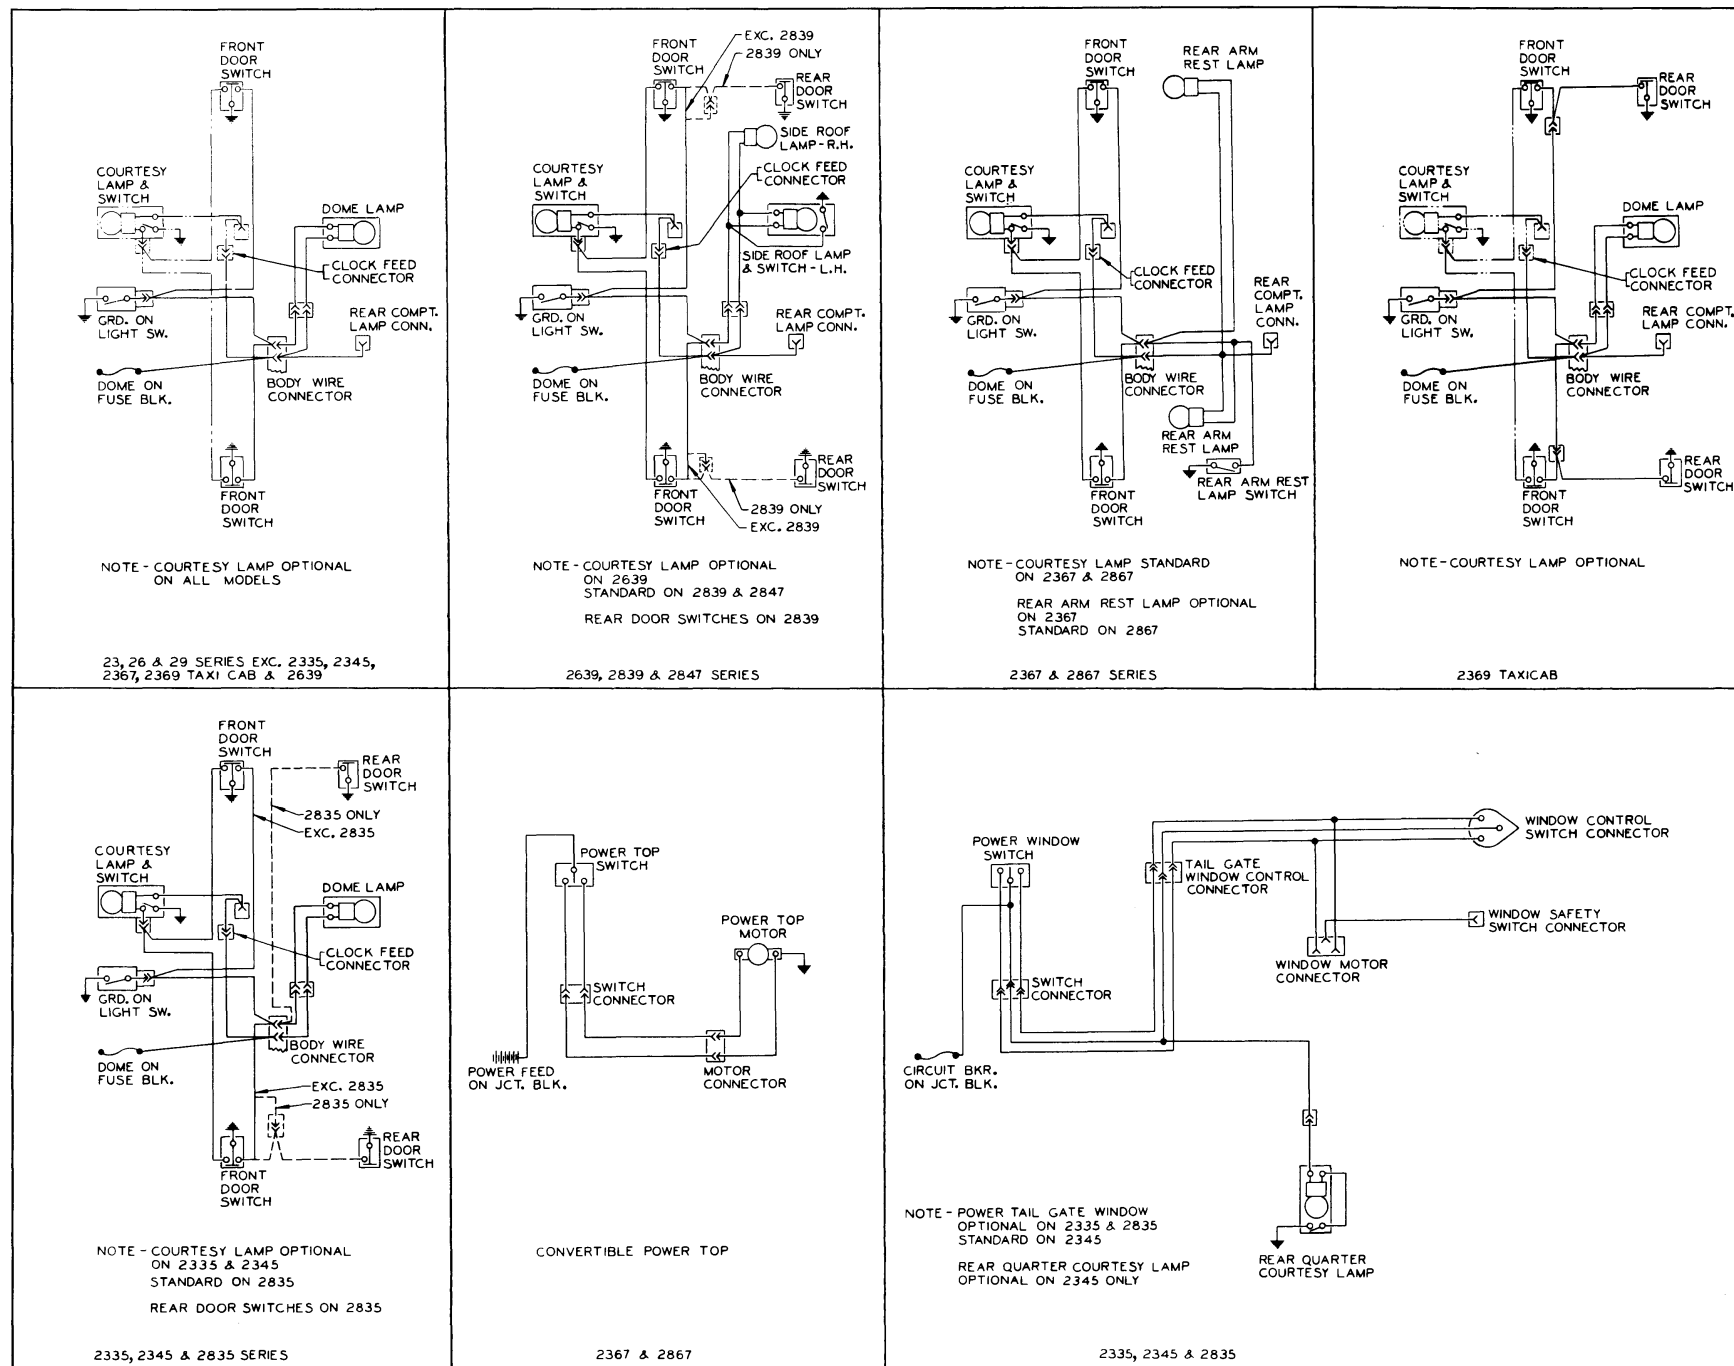 FRONT
DOOR
SWITCH
COURTESY
LAMP &
SWITCH
DOME LAMP
CLOCK FEED
CONNECTOR
GRD. ON
LIGHT SW.
REAR COMPT.
LAMP CONN.
DOME ON
FUSE BLK.
BODY WIRE
CONNECTOR
FRONT
DOOR
SWITCH
NOTE - COURTESY LAMP OPTIONAL
ON ALL MODELS
23, 26 & 29 SERIES EXC. 2335, 2345,
2367, 2369 TAXI CAB & 2639
FRONT
DOOR
SWITCH
EXC. 2839
2839 ONLY
REAR
DOOR
SWITCH
SIDE ROOF
LAMP - R.H.
COURTESY
LAMP &
SWITCH
CLOCK FEED
CONNECTOR
SIDE ROOF LAMP
& SWITCH - L.H.
GRD. ON
LIGHT SW.
REAR COMPT.
LAMP CONN.
DOME ON
FUSE BLK.
BODY WIRE
CONNECTOR
REAR
DOOR
SWITCH
FRONT
DOOR
SWITCH
2839 ONLY
EXC. 2839
NOTE - COURTESY LAMP OPTIONAL
ON 2639
STANDARD ON 2839 & 2847
REAR DOOR SWITCHES ON 2839
2639, 2839 & 2847 SERIES
FRONT
DOOR
SWITCH
REAR ARM
REST LAMP
COURTESY
LAMP &
SWITCH
CLOCK FEED
CONNECTOR
REAR
COMPT.
LAMP
CONN.
GRD. ON
LIGHT SW.
DOME ON
FUSE BLK.
BODY WIRE
CONNECTOR
REAR ARM
REST LAMP
REAR ARM REST
LAMP SWITCH
FRONT
DOOR
SWITCH
NOTE - COURTESY LAMP STANDARD
ON 2367 & 2867
REAR ARM REST LAMP OPTIONAL
ON 2367
STANDARD ON 2867
2367 & 2867 SERIES
FRONT
DOOR
SWITCH
REAR
DOOR
SWITCH
COURTESY
LAMP &
SWITCH
DOME LAMP
CLOCK FEED
CONNECTOR
GRD. ON
LIGHT SW.
REAR COMPT.
LAMP CONN.
DOME ON
FUSE BLK.
BODY WIRE
CONNECTOR
REAR
DOOR
SWITCH
FRONT
DOOR
SWITCH
NOTE - COURTESY LAMP OPTIONAL
2369 TAXICAB
FRONT
DOOR
SWITCH
REAR
DOOR
SWITCH
2835 ONLY
EXC. 2835
COURTESY
LAMP &
SWITCH
DOME LAMP
CLOCK FEED
CONNECTOR
GRD. ON
LIGHT SW.
BODY WIRE
CONNECTOR
DOME ON
FUSE BLK.
EXC. 2835
2835 ONLY
REAR
DOOR
SWITCH
FRONT
DOOR
SWITCH
NOTE - COURTESY LAMP OPTIONAL
ON 2335 & 2345
STANDARD ON 2835
REAR DOOR SWITCHES ON 2835
2335, 2345 & 2835 SERIES
POWER TOP
SWITCH
POWER TOP
MOTOR
SWITCH
CONNECTOR
POWER FEED
ON JCT. BLK.
MOTOR
CONNECTOR
CONVERTIBLE POWER TOP
2367 & 2867
POWER WINDOW
SWITCH
TAIL GATE
WINDOW CONTROL
CONNECTOR
WINDOW CONTROL
SWITCH CONNECTOR
WINDOW SAFETY
SWITCH CONNECTOR
WINDOW MOTOR
CONNECTOR
SWITCH
CONNECTOR
CIRCUIT BKR.
ON JCT. BLK.
NOTE - POWER TAIL GATE WINDOW
OPTIONAL ON 2335 & 2835
STANDARD ON 2345
REAR QUARTER COURTESY LAMP
OPTIONAL ON 2345 ONLY
REAR QUARTER
COURTESY LAMP
2335, 2345 & 2835